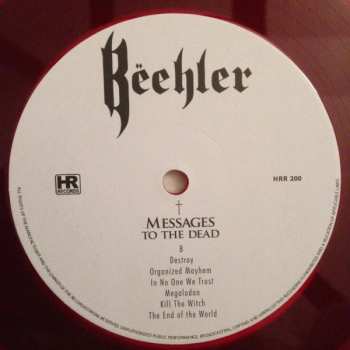 Bëehler
HR
RECORDS
HRR 200
†
MESSAGES
TO THE DEAD
B
Destroy
Organized Mayhem
In No One We Trust
Megalodon
Kill The Witch
The End of the World